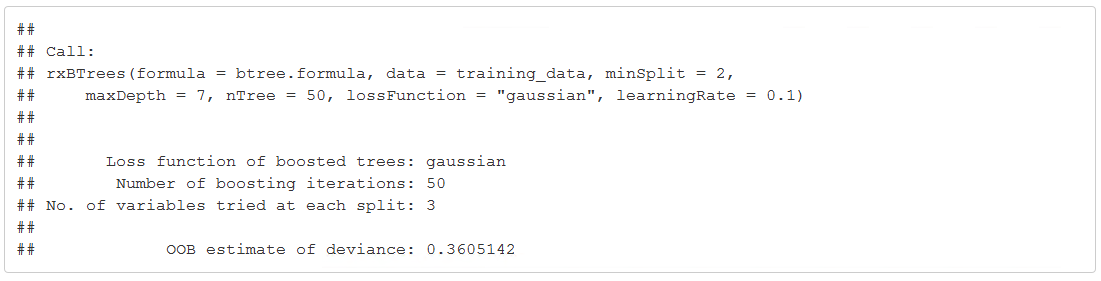 ##
## Call:
## rxBTrees(formula = btree.formula, data = training_data, minSplit = 2,
##     maxDepth = 7, nTree = 50, lossFunction = "gaussian", learningRate = 0.1)
##
##
##       Loss function of boosted trees: gaussian
##        Number of boosting iterations: 50
## No. of variables tried at each split: 3
##
##             OOB estimate of deviance: 0.3605142